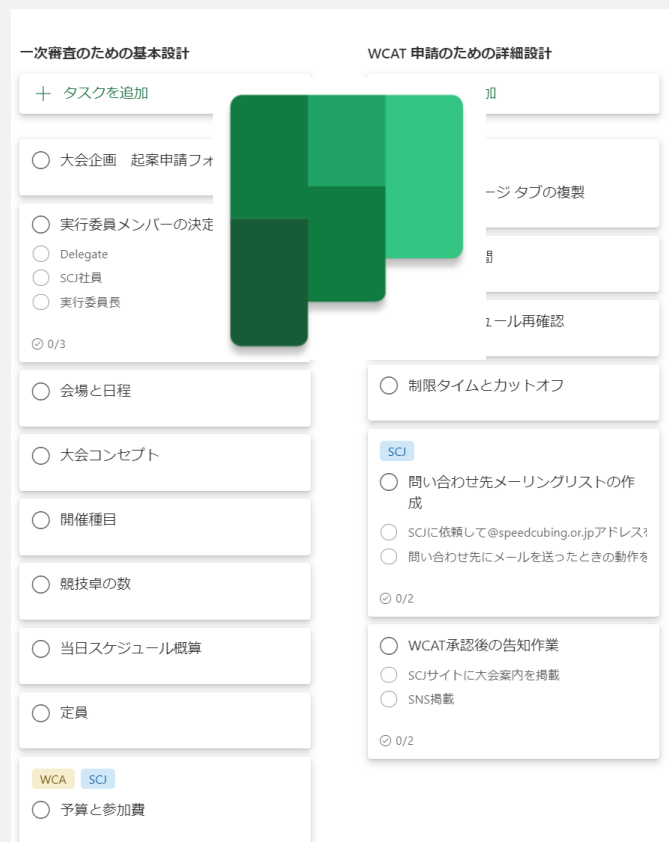 一次審査のための基本設計
＋ タスクを追加
大会企画　起案申請フォ
実行委員メンバーの決定
Delegate
SCJ社員
実行委員長
0/3
会場と日程
大会コンセプト
開催種目
競技卓の数
当日スケジュール概算
定員
WCA SCJ
予算と参加費
WCAT 申請のための詳細設計
加
ージ タブの複製
ュール再確認
制限タイムとカットオフ
SCJ
問い合わせ先メーリングリストの作
成
SCJに依頼して@speedcubing.or.jpアドレスを
問い合わせ先にメールを送ったときの動作を
0/2
WCAT承認後の告知作業
SCJサイトに大会案内を掲載
SNS掲載
0/2